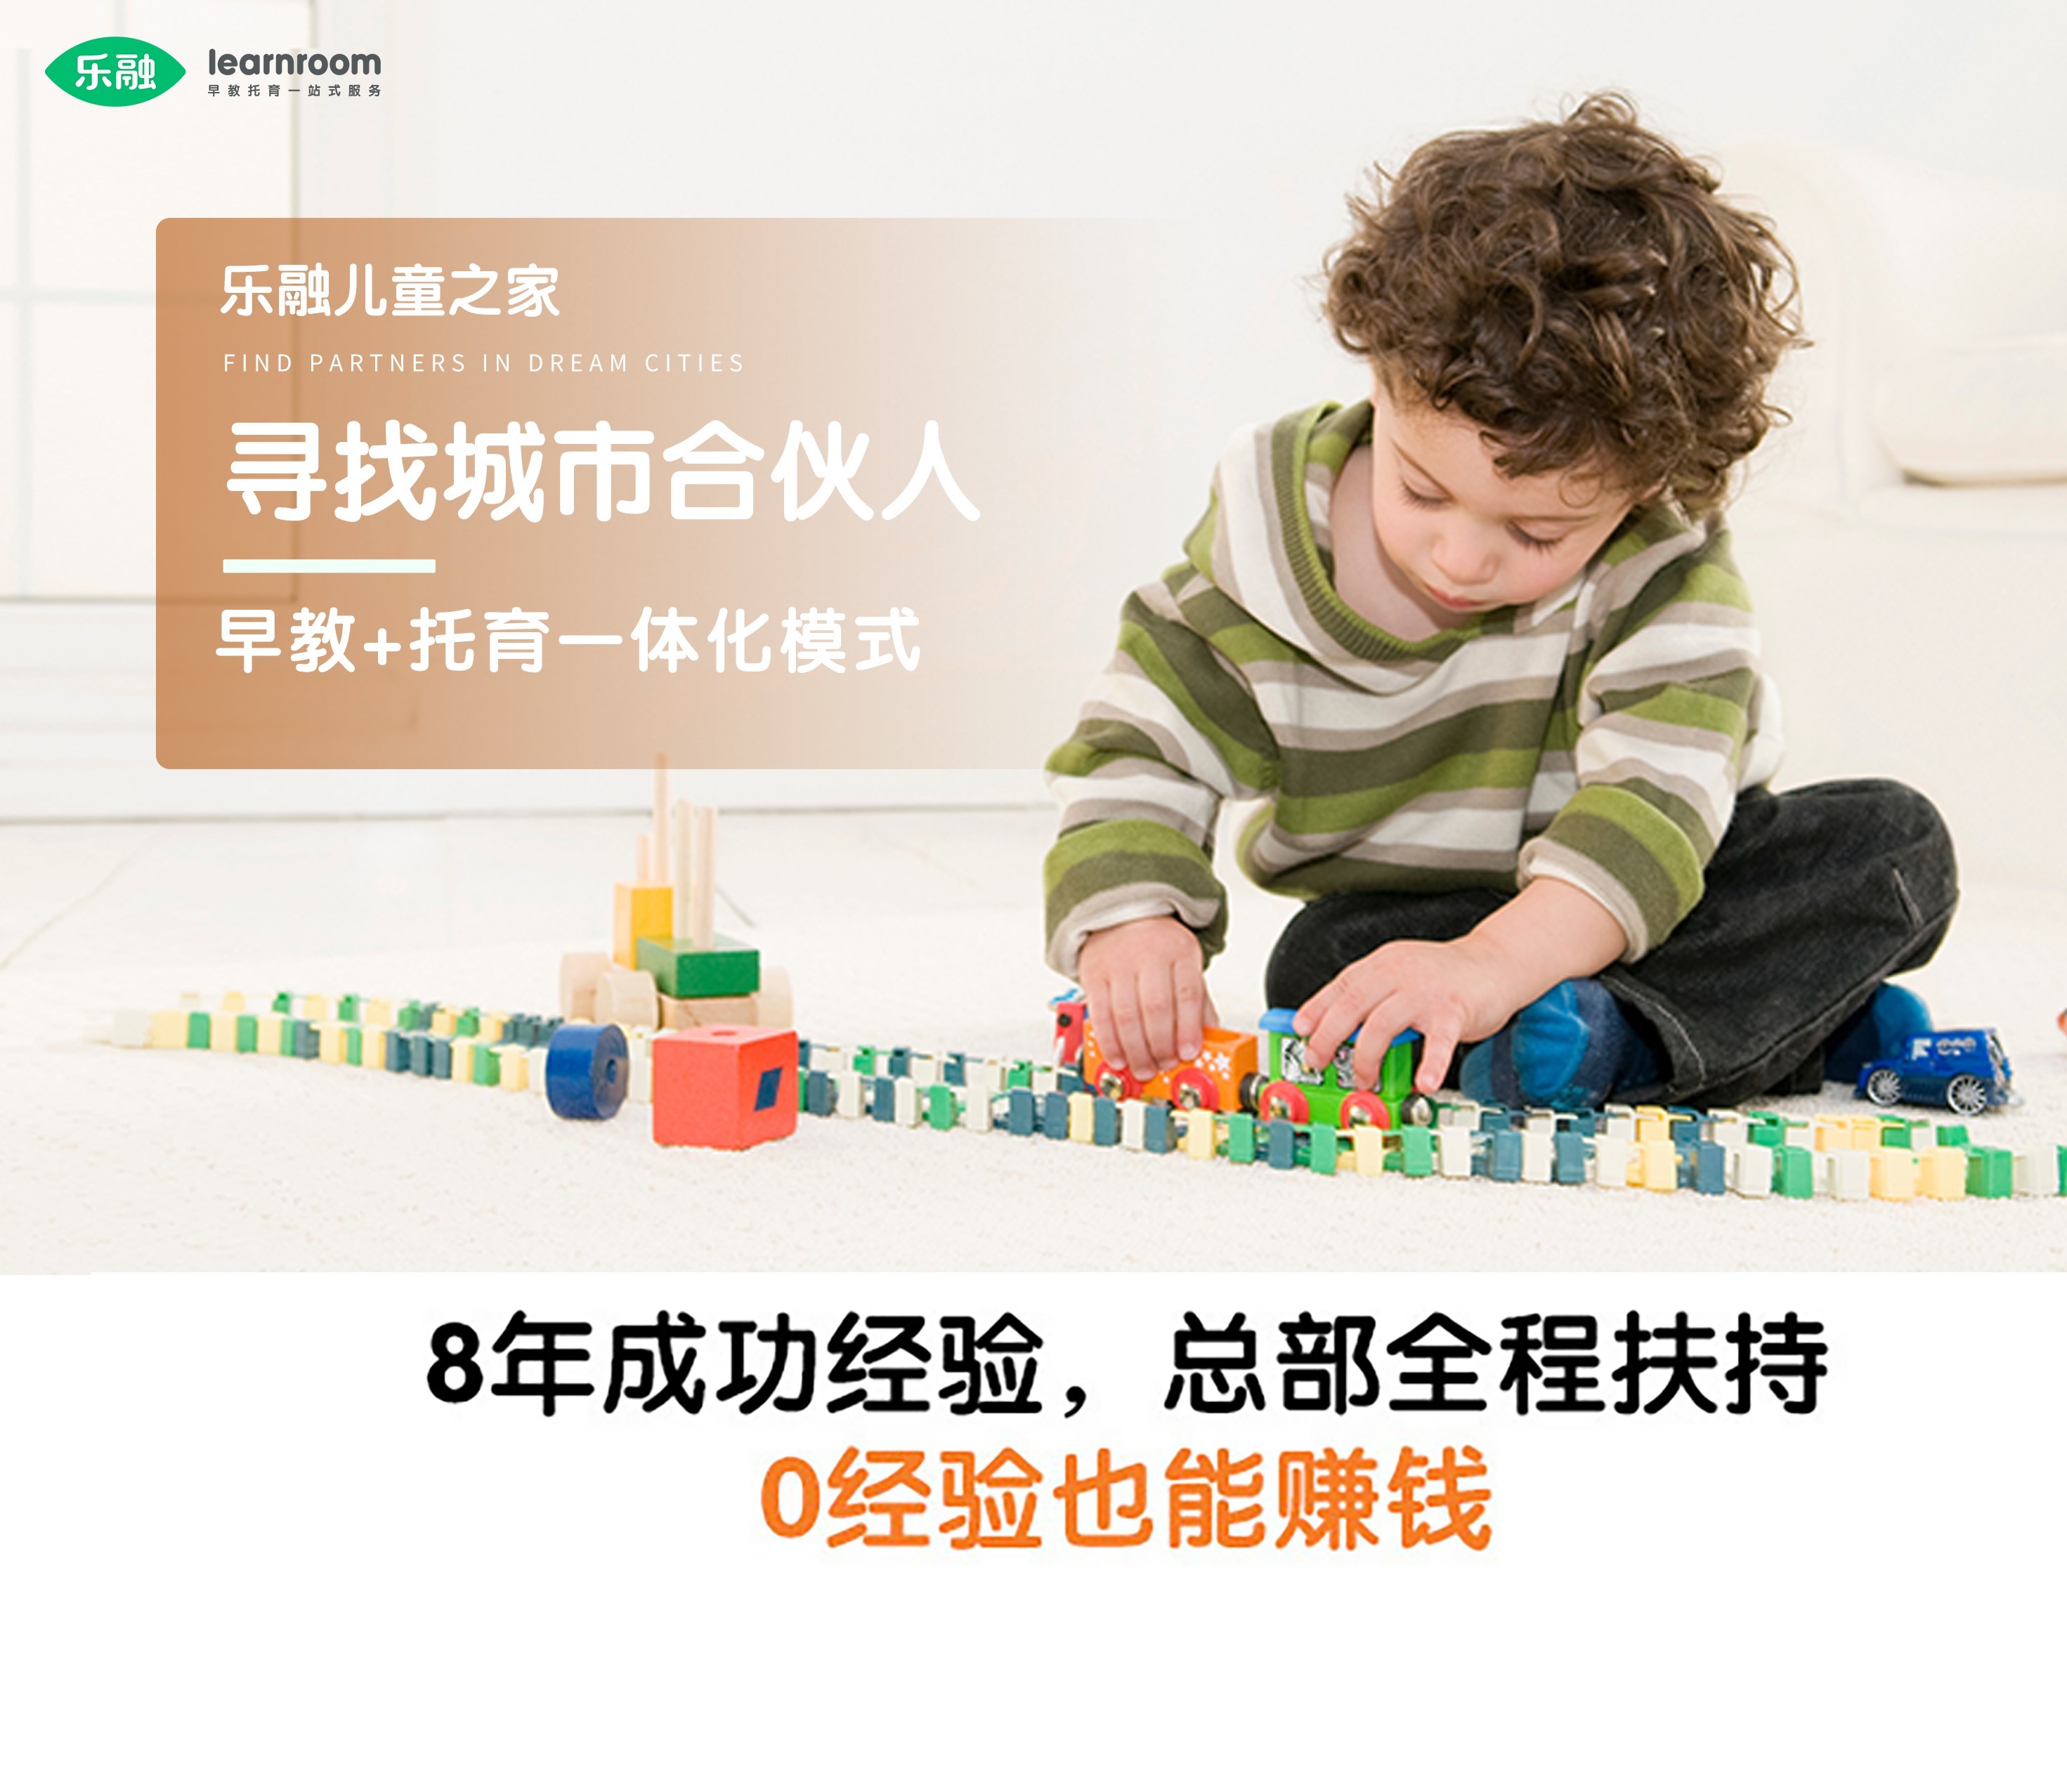 乐融
learnroom
早教托育一站式服务
乐融儿童之家
FIND PARTNERS IN DREAM CITIES
寻找城市合伙人
早教+托育一体化模式
8年成功经验，总部全程扶持
0经验也能赚钱